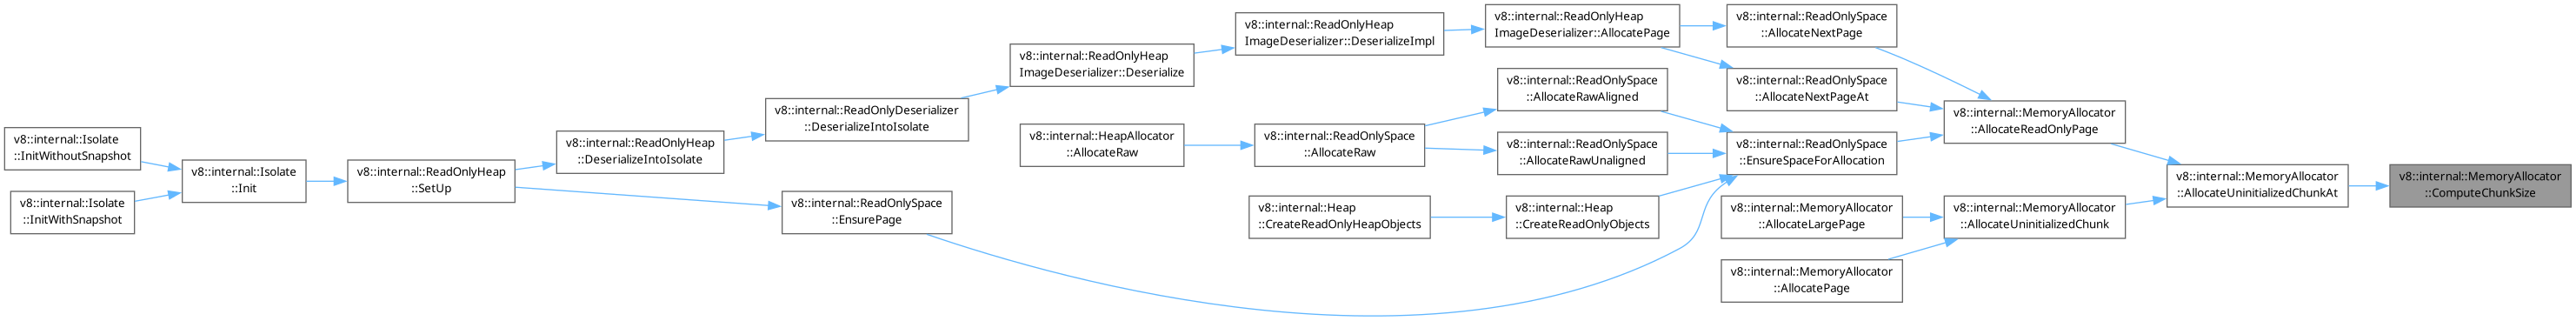 v8::internal::Isolate
::InitWithoutSnapshot
v8::internal::Isolate
::InitWithSnapshot
v8::internal::Isolate
::Init
v8::internal::ReadOnlyHeap
::SetUp
v8::internal::ReadOnlyHeap
::DeserializeIntoIsolate
v8::internal::ReadOnlyDeserializer
::DeserializeIntoIsolate
v8::internal::ReadOnlySpace
::EnsurePage
v8::internal::ReadOnlyHeap
ImageDeserializer::Deserialize
v8::internal::HeapAllocator
::AllocateRaw
v8::internal::ReadOnlyHeap
ImageDeserializer::DeserializeImpl
v8::internal::ReadOnlySpace
::AllocateRaw
v8::internal::Heap
::CreateReadOnlyHeapObjects
v8::internal::ReadOnlyHeap
ImageDeserializer::AllocatePage
v8::internal::ReadOnlySpace
::AllocateRawAligned
v8::internal::ReadOnlySpace
::AllocateRawUnaligned
v8::internal::Heap
::CreateReadOnlyObjects
v8::internal::ReadOnlySpace
::AllocateNextPage
v8::internal::ReadOnlySpace
::AllocateNextPageAt
v8::internal::ReadOnlySpace
::EnsureSpaceForAllocation
v8::internal::MemoryAllocator
::AllocateLargePage
v8::internal::MemoryAllocator
::AllocatePage
v8::internal::MemoryAllocator
::AllocateReadOnlyPage
v8::internal::MemoryAllocator
::AllocateUninitializedChunk
v8::internal::MemoryAllocator
::AllocateUninitializedChunkAt
v8::internal::MemoryAllocator
::ComputeChunkSize